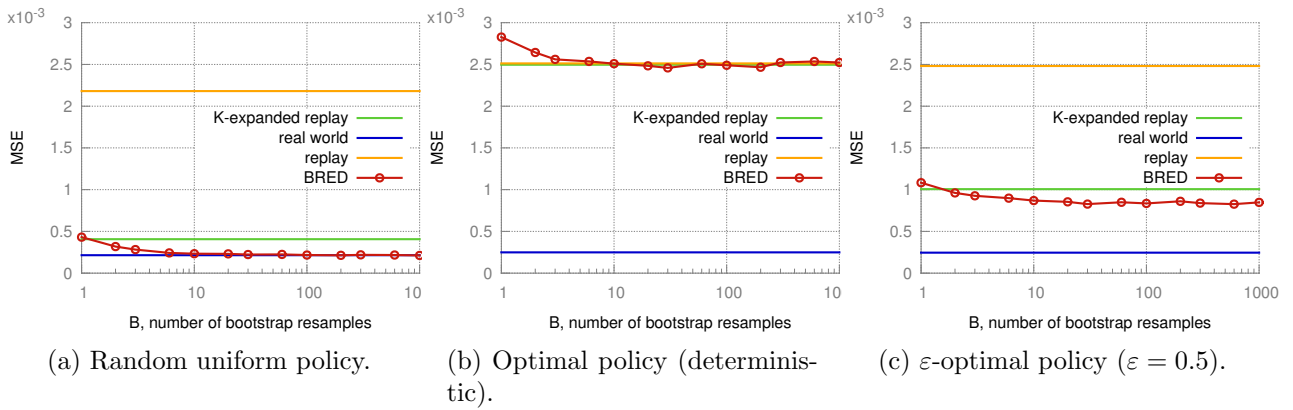 x10⁻³
3
2.5
2
1.5
1
0.5
0
MSE
K-expanded replay
real world
replay
BRED
1 10 100 10
B, number of bootstrap resamples
(a) Random uniform policy.
x10⁻³
3
2.5
2
1.5
1
0.5
0
MSE
K-expanded replay
real world
replay
BRED
1 10 100 10
B, number of bootstrap resamples
(b) Optimal policy (determinis-
tic).
x10⁻³
3
2.5
2
1.5
1
0.5
0
MSE
K-expanded replay
real world
replay
BRED
1 10 100 1000
B, number of bootstrap resamples
(c) ε-optimal policy (ε = 0.5).